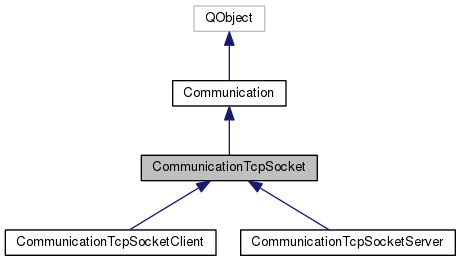 QObject
Communication
CommunicationTcpSocket
CommunicationTcpSocketClient
CommunicationTcpSocketServer